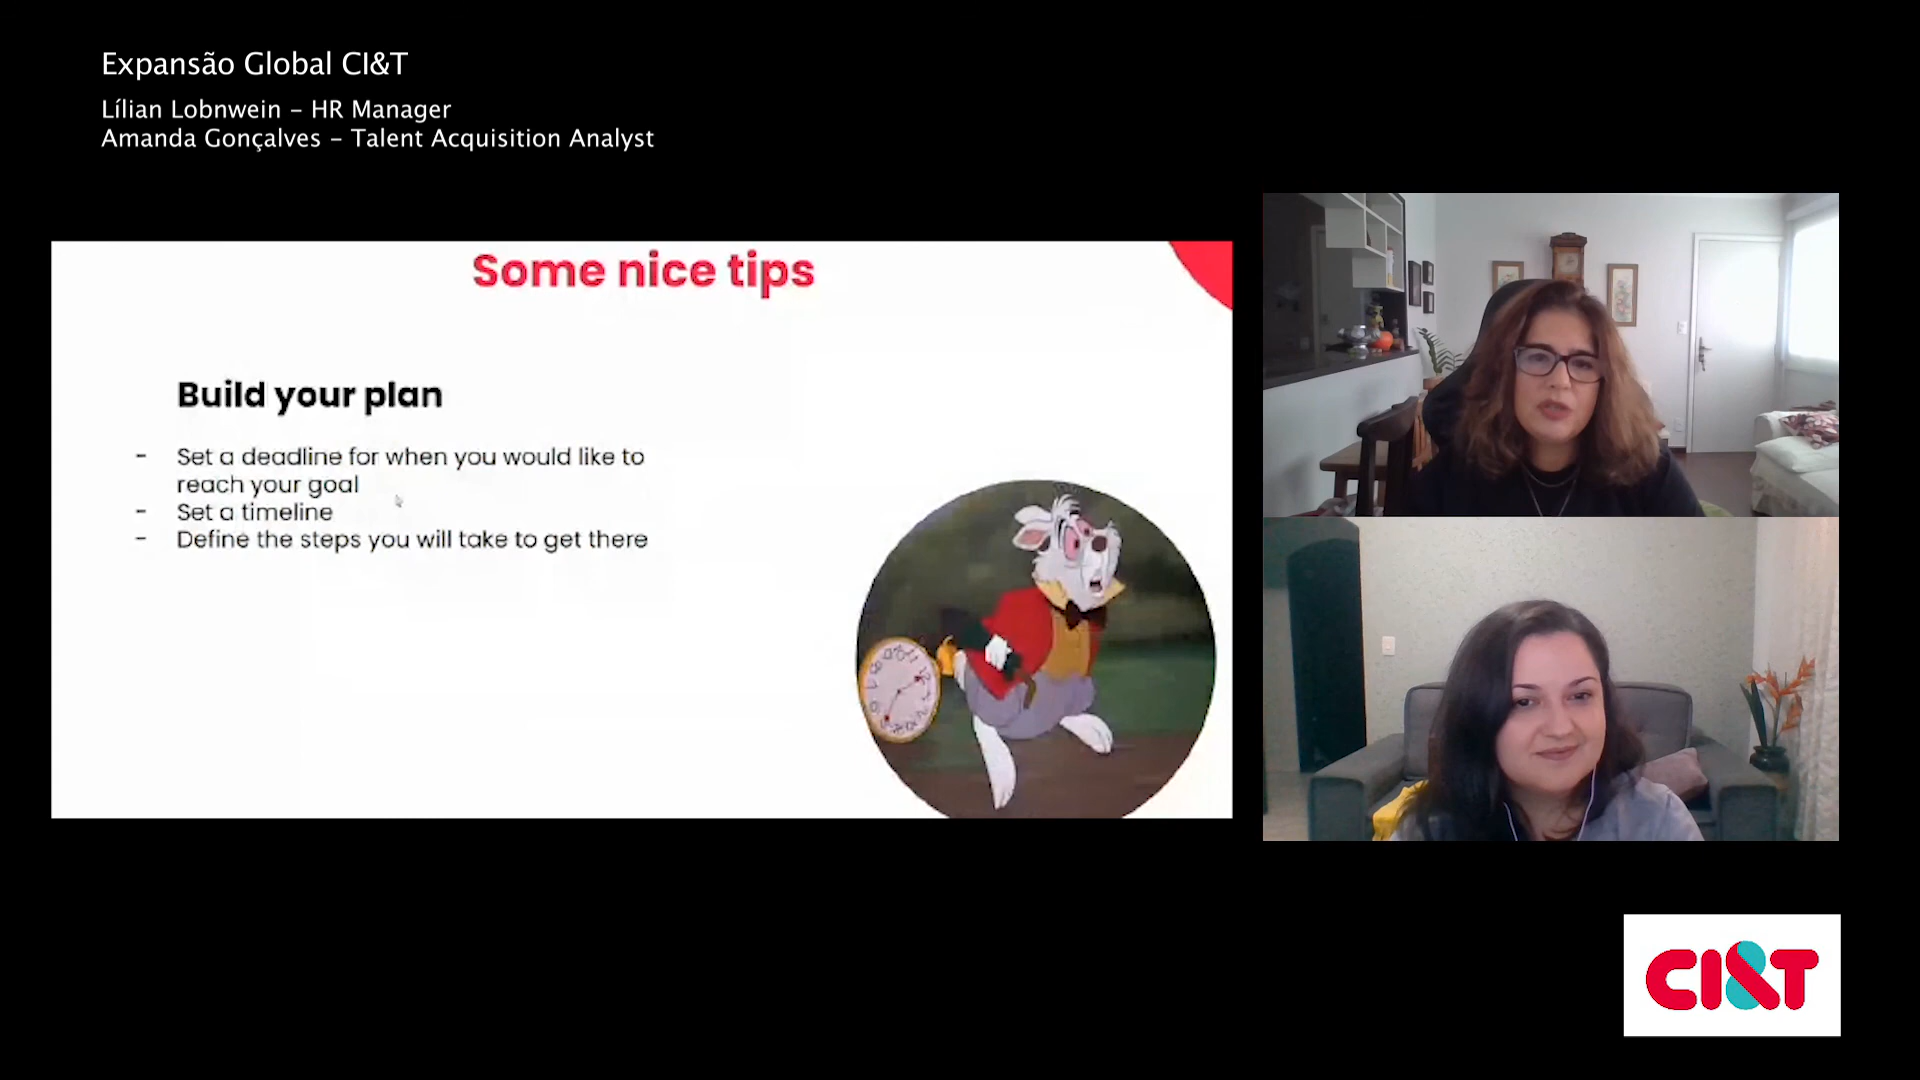 Expansão Global CI&T
Lílian Lobnwein – HR Manager
Amanda Gonçalves – Talent Acquisition Analyst
Some nice tips
Build your plan
- Set a deadline for when you would like to
reach your goal
- Set a timeline
- Define the steps you will take to get there
CI&T